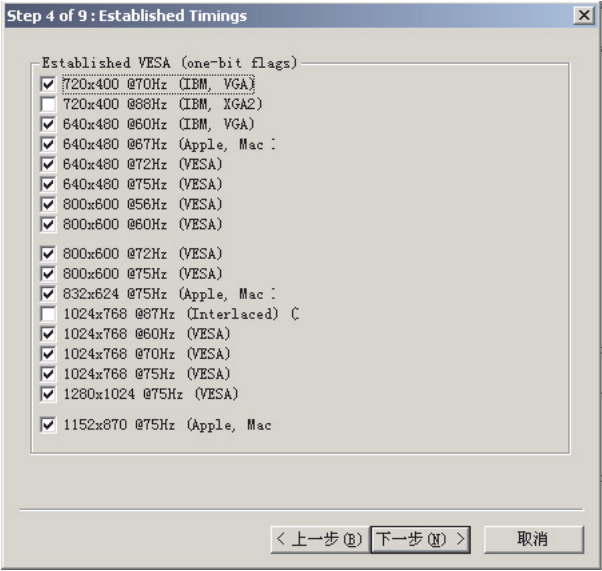 Step 4 of 9 : Established Timings
Established VESA (one-bit flags)
720x400 @70Hz (IBM, VGA)
720x400 @88Hz (IBM, XGA2)
640x480 @60Hz (IBM, VGA)
640x480 @67Hz (Apple, Mac
640x480 @72Hz (VESA)
640x480 @75Hz (VESA)
800x600 @56Hz (VESA)
800x600 @60Hz (VESA)
800x600 @72Hz (VESA)
800x600 @75Hz (VESA)
832x624 @75Hz (Apple, Mac
1024x768 @87Hz (Interlaced) (
1024x768 @60Hz (VESA)
1024x768 @70Hz (VESA)
1024x768 @75Hz (VESA)
1280x1024 @75Hz (VESA)
1152x870 @75Hz (Apple, Mac
< 上一步(B) 下一步(N) > 取消